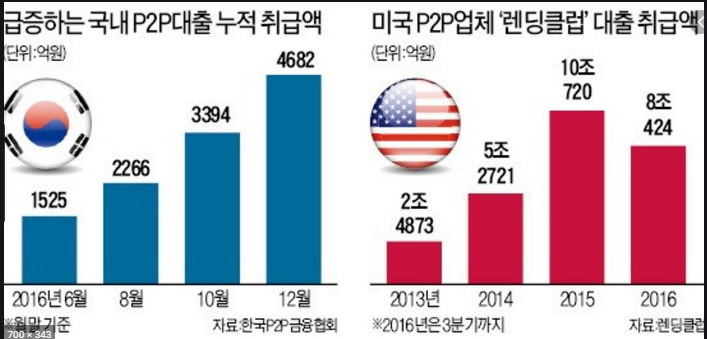 급증하는 국내 P2P대출 누적 취급액
(단위:억원)
1525
2266
3394
4682
2016년 6월
8월
10월
12월
※월말 기준
자료:한국P2P금융협회
700 × 343
미국 P2P업체 ‘렌딩클럽’ 대출 취급액
(단위:억원)
2조
4873
5조
2721
10조
720
8조
424
2013년
2014
2015
2016
※2016년은 3분기까지
자료:렌딩클럽